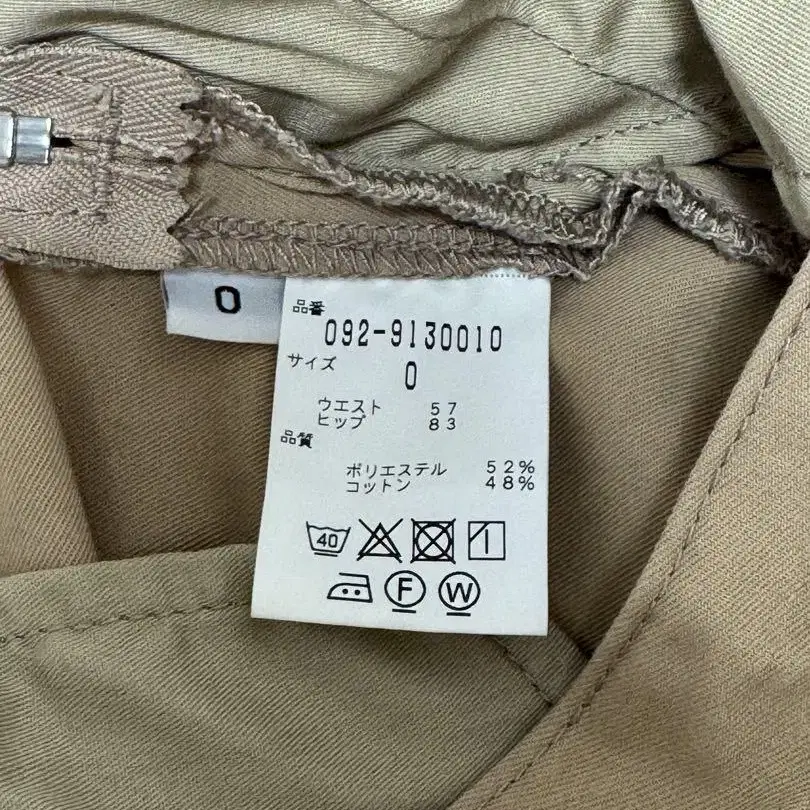 0
品番
092-9130010
サイズ
0
ウエスト 57
ヒップ 83
品質
ポリエステル 52%
コットン 48%
40
F W